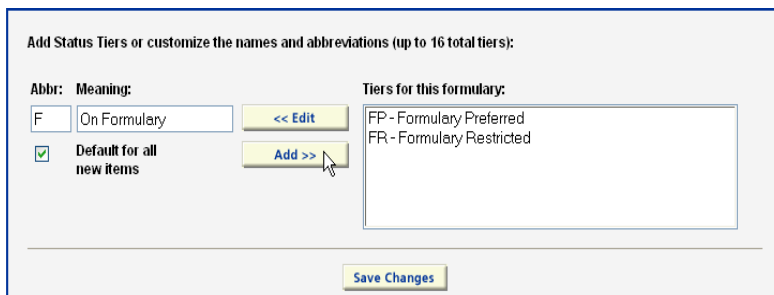 Add Status Tiers or customize the names and abbreviations (up to 16 total tiers):
Abbr: Meaning: Tiers for this formulary:
F On Formulary << Edit FP - Formulary Preferred
FR - Formulary Restricted
Default for all
new items
Add >>
Save Changes